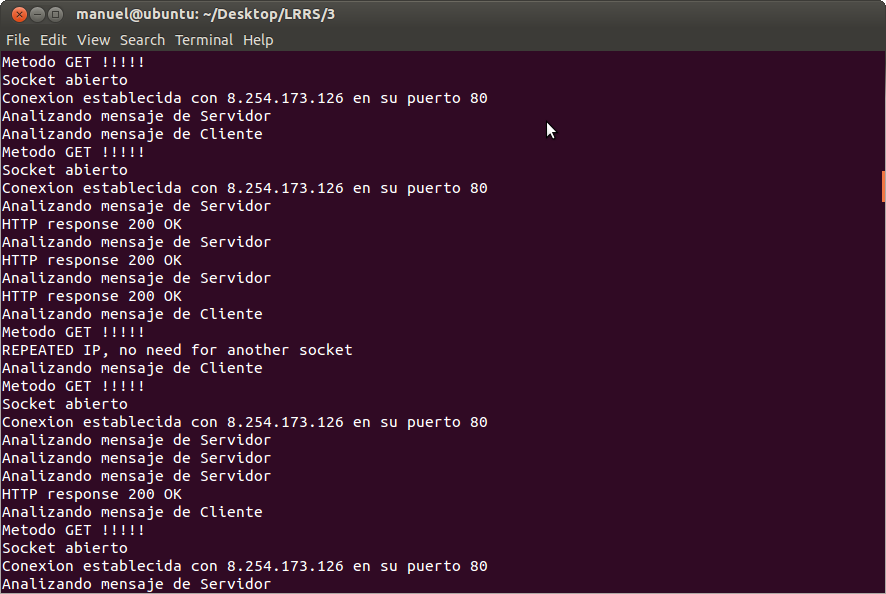 manuel@ubuntu: ~/Desktop/LRRS/3
File Edit View Search Terminal Help
Metodo GET !!!!!
Socket abierto
Conexion establecida con 8.254.173.126 en su puerto 80
Analizando mensaje de Servidor
Analizando mensaje de Cliente
Metodo GET !!!!!
Socket abierto
Conexion establecida con 8.254.173.126 en su puerto 80
Analizando mensaje de Servidor
HTTP response 200 OK
Analizando mensaje de Servidor
HTTP response 200 OK
Analizando mensaje de Servidor
HTTP response 200 OK
Analizando mensaje de Cliente
Metodo GET !!!!!
REPEATED IP, no need for another socket
Analizando mensaje de Cliente
Metodo GET !!!!!
Socket abierto
Conexion establecida con 8.254.173.126 en su puerto 80
Analizando mensaje de Servidor
Analizando mensaje de Servidor
Analizando mensaje de Servidor
HTTP response 200 OK
Analizando mensaje de Cliente
Metodo GET !!!!!
Socket abierto
Conexion establecida con 8.254.173.126 en su puerto 80
Analizando mensaje de Servidor